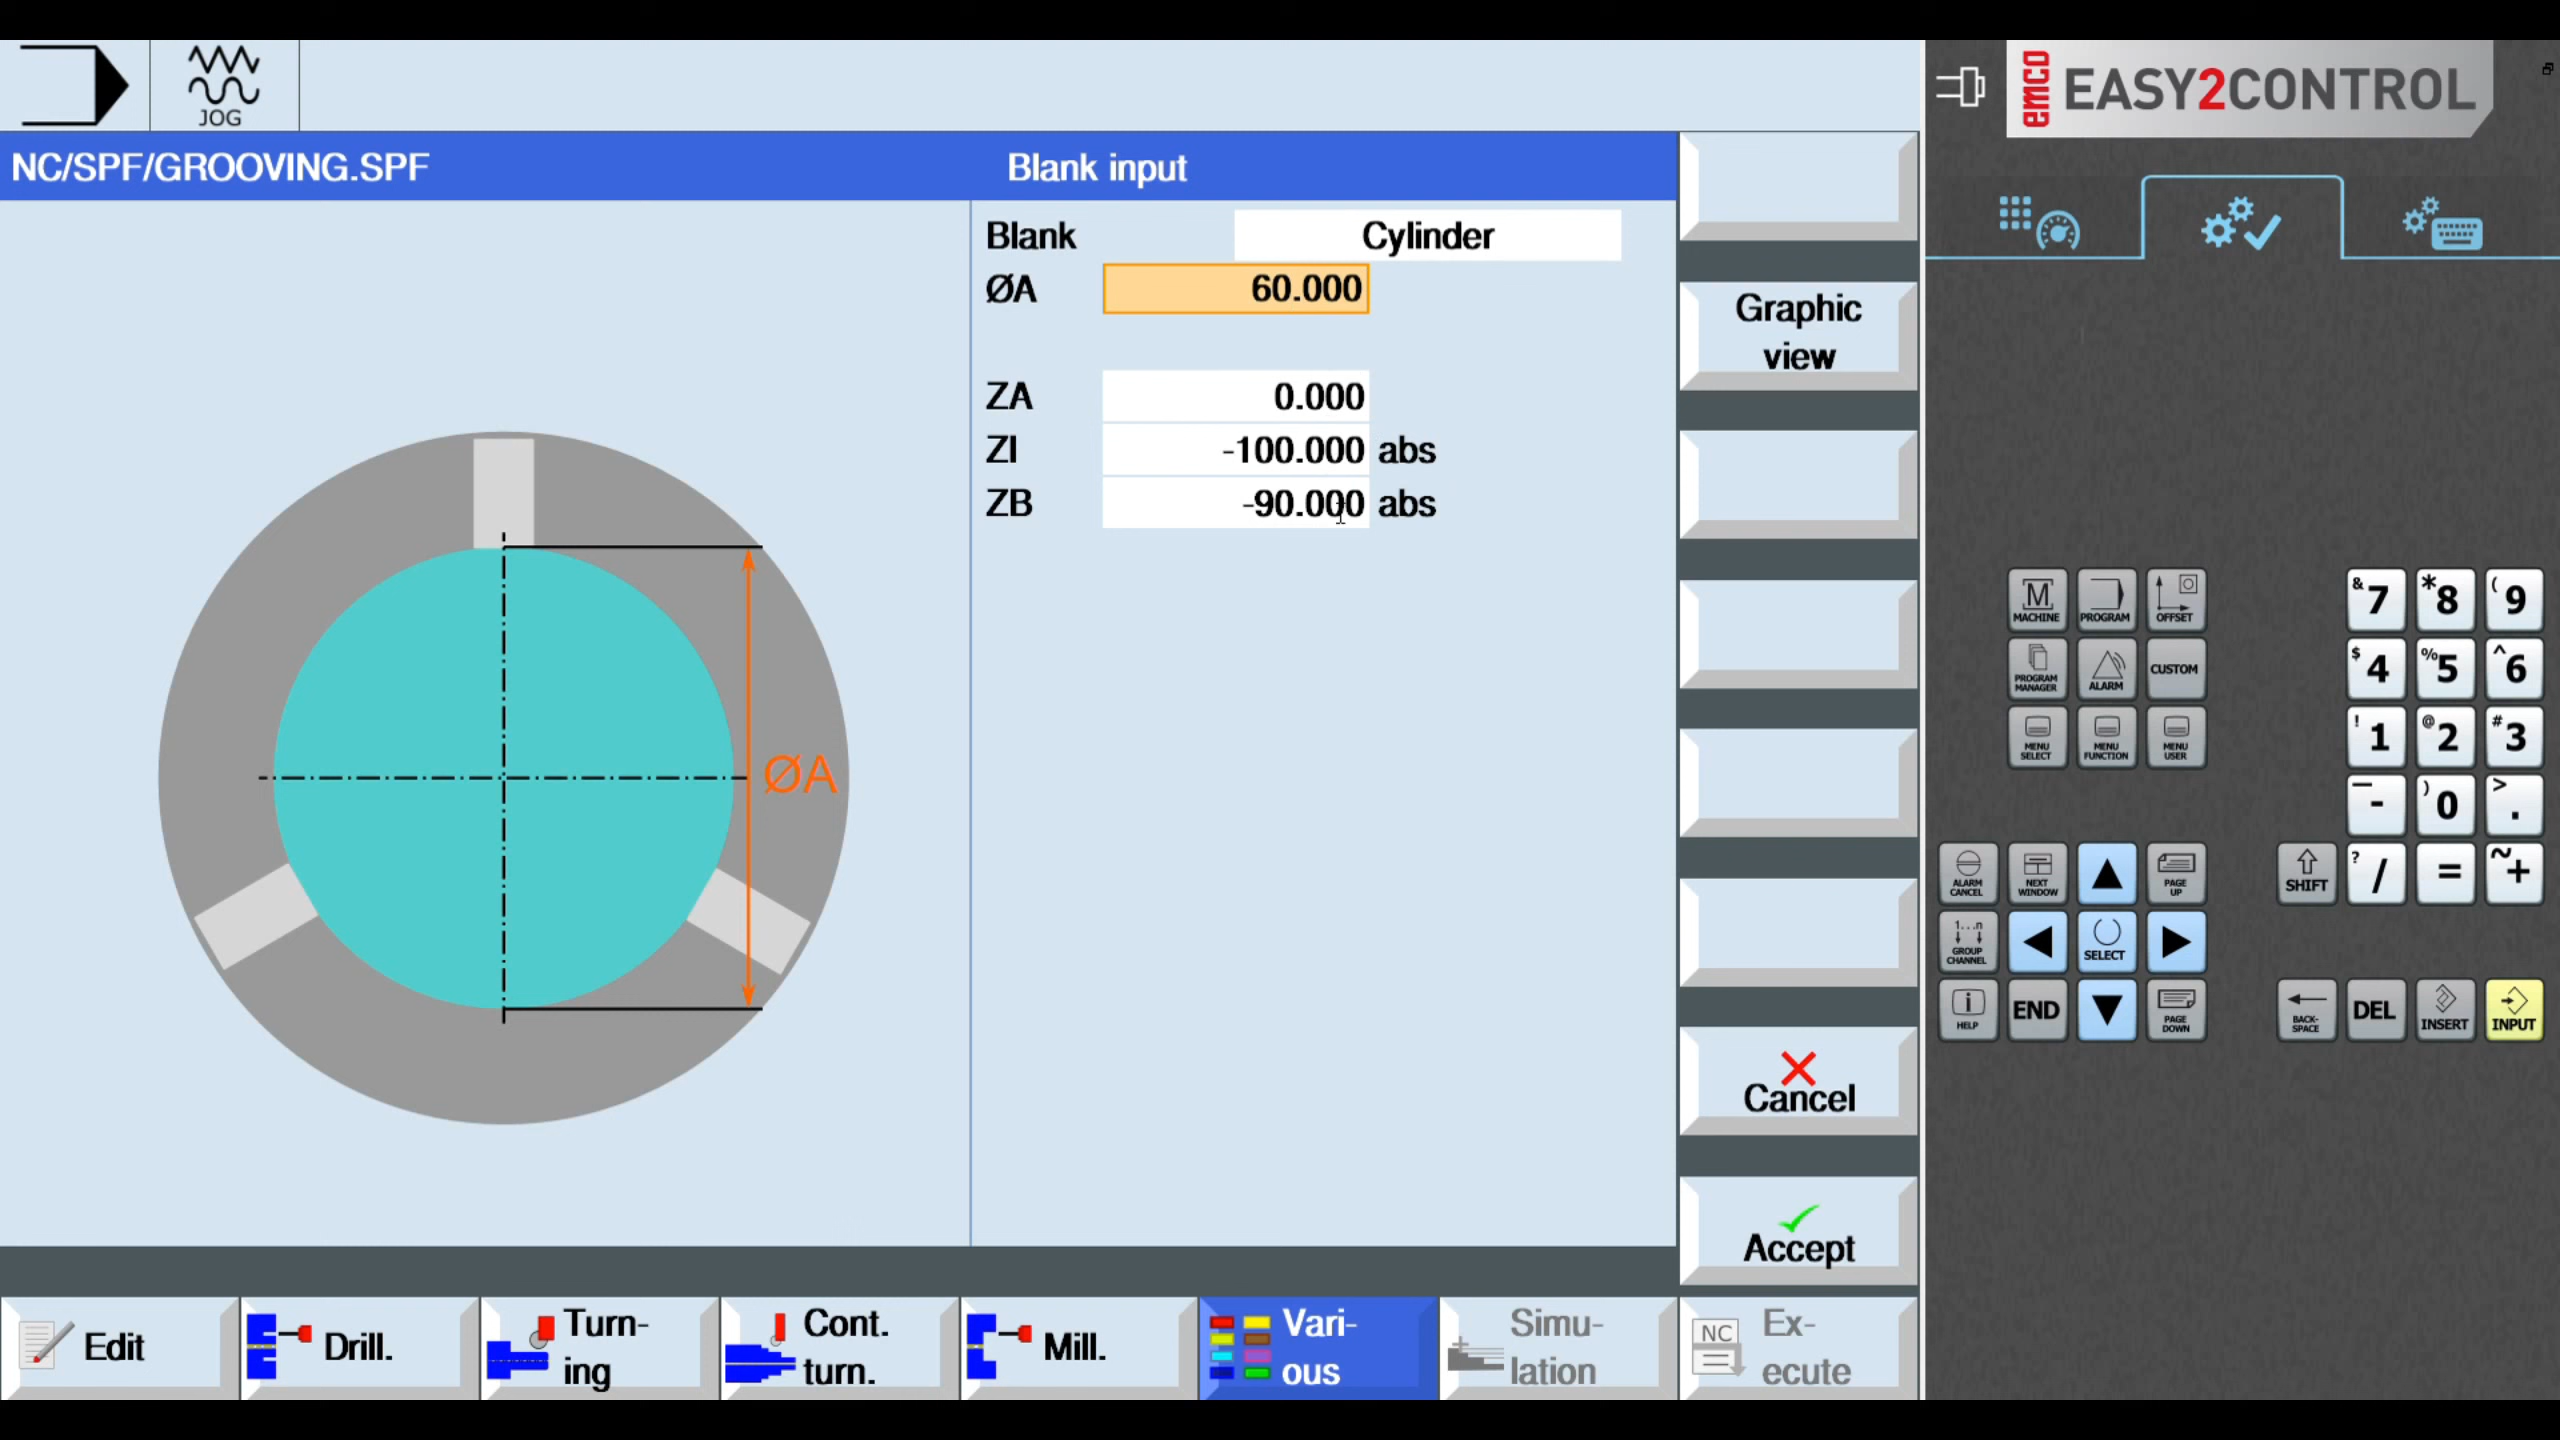 JOG
emco EASY2CONTROL
NC/SPF/GROOVING.SPF Blank input
Blank Cylinder
ØA 60.000
ZA 0.000
ZI -100.000 abs
ZB -90.000 abs
ØA
Graphic
view
Cancel
Accept
Edit
Drill.
Turn-
ing
Cont.
turn.
Mill.
Vari-
ous
Simu-
lation
NC
Ex-
ecute
M
MACHINE
PROGRAM
OFFSET
PROGRAM
MANAGER
ALARM
CUSTOM
MENU
SELECT
MENU
FUNCTION
MENU
USER
& 7
* 8
( 9
$ 4
% 5
^ 6
! 1
@ 2
# 3
_ -
) 0
> .
? /
=
~ +
ALARM
CANCEL
NEXT
WINDOW
PAGE
UP
SHIFT
1...n
GROUP
CHANNEL
SELECT
i
HELP
END
PAGE
DOWN
BACK-
SPACE
DEL
INSERT
INPUT